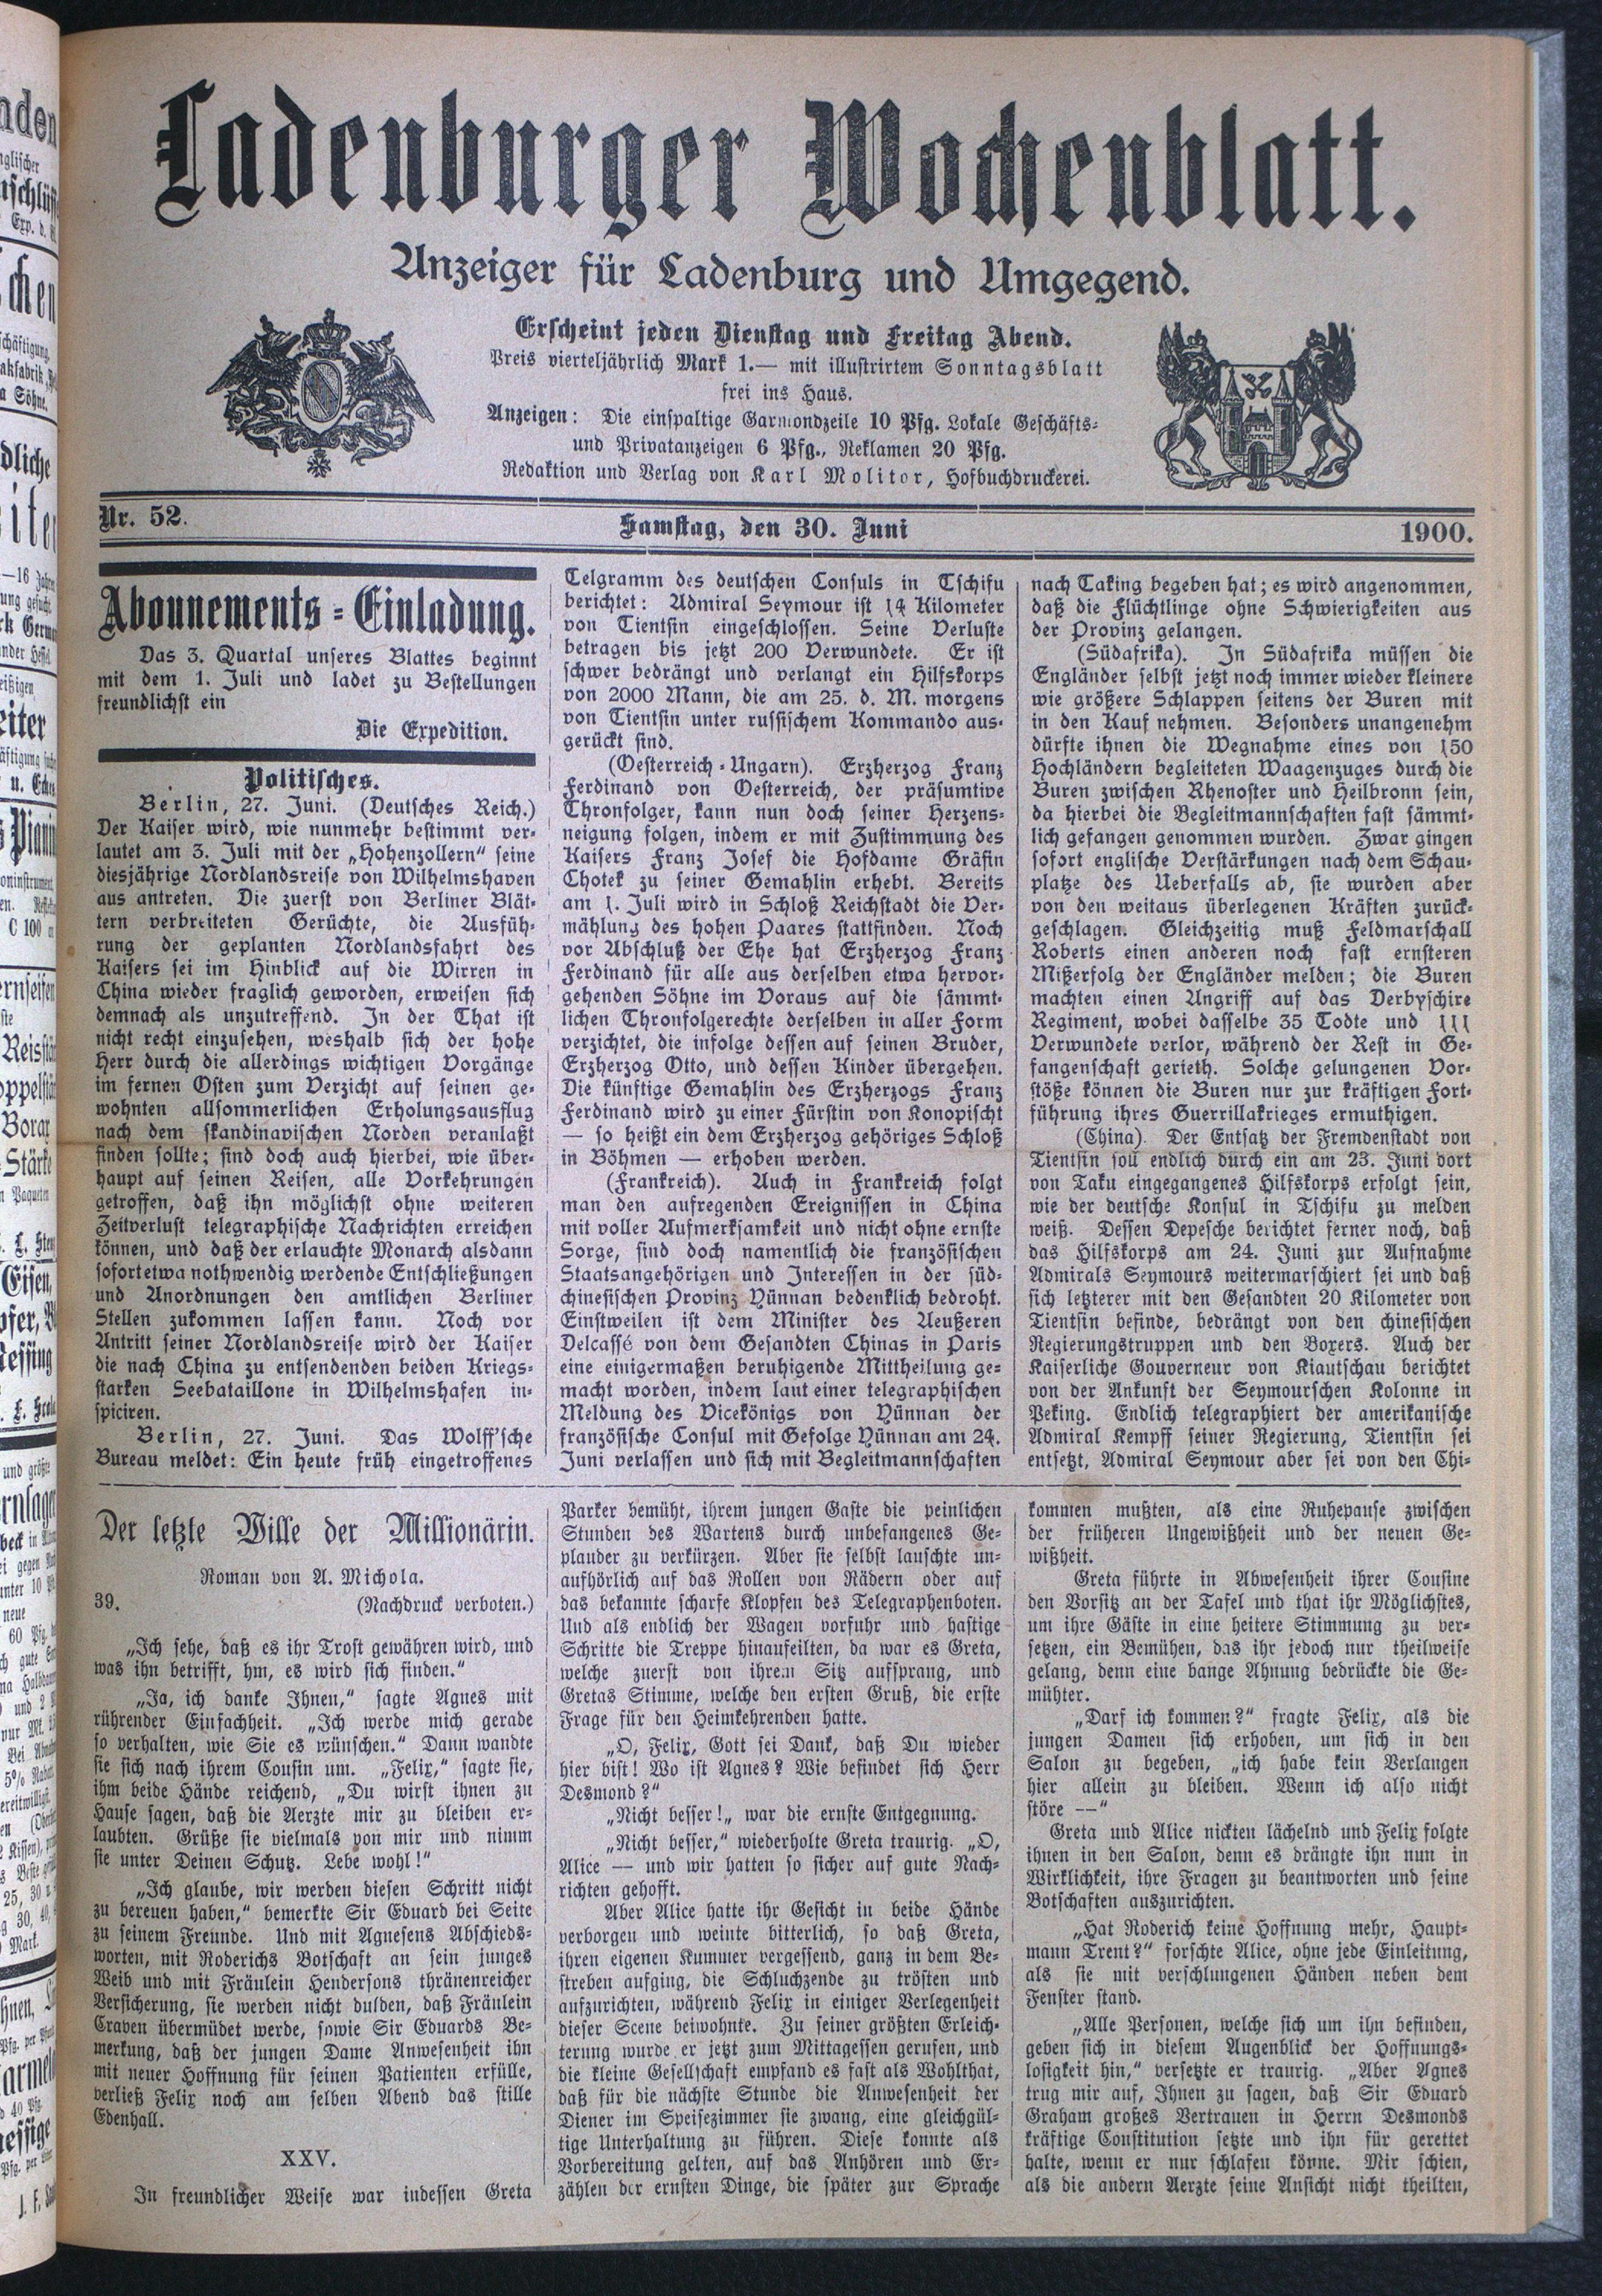 Ladenburger Wochenblatt.
Anzeiger für Ladenburg und Umgegend.
Erscheint jeden Dienstag und Freitag Abend.
Preis vierteljährlich Mark 1.— mit illustrirtem Sonntagsblatt
frei ins Haus.
Anzeigen: Die einspaltige Garmondzeile 10 Pfg. Lokale Geschäfts-
und Privatanzeigen 6 Pfg., Reklamen 20 Pfg.
Redaktion und Verlag von Karl Molitor, Hofbuchdruckerei.
Nr. 52. Samstag, den 30. Juni 1900.
Abonnements-Einladung.
Das 3. Quartal unseres Blattes beginnt
mit dem 1. Juli und ladet zu Bestellungen
freundlichst ein
Die Expedition.
Politisches.
Berlin, 27. Juni. (Deutsches Reich.)
Der Kaiser wird, wie nunmehr bestimmt ver-
lautet am 3. Juli mit der „Hohenzollern“ seine
diesjährige Nordlandsreise von Wilhelmshaven
aus antreten. Die zuerst von Berliner Blät-
tern verbreiteten Gerüchte, die Ausfüh-
rung der geplanten Nordlandsfahrt des
Kaisers sei im Hinblick auf die Wirren in
China wieder fraglich geworden, erweisen sich
demnach als unzutreffend. In der That ist
nicht recht einzusehen, weshalb sich der hohe
Herr durch die allerdings wichtigen Vorgänge
im fernen Osten zum Verzicht auf seinen ge-
wohnten allsommerlichen Erholungsausflug
nach dem skandinavischen Norden veranlaßt
finden sollte; sind doch auch hierbei, wie über-
haupt auf seinen Reisen, alle Vorkehrungen
getroffen, daß ihn möglichst ohne weiteren
Zeitverlust telegraphische Nachrichten erreichen
können, und daß der erlauchte Monarch alsdann
sofort etwa nothwendig werdende Entschließungen
und Anordnungen den amtlichen Berliner
Stellen zukommen lassen kann. Noch vor
Antritt seiner Nordlandsreise wird der Kaiser
die nach China zu entsendenden beiden Kriegs-
starken Seebataillone in Wilhelmshafen in-
spiciren.
Berlin, 27. Juni. Das Wolff'sche
Bureau meldet: Ein heute früh eingetroffenes
Telgramm des deutschen Consuls in Tschifu
berichtet: Admiral Seymour ist 14 Kilometer
von Tientsin eingeschlossen. Seine Verluste
betragen bis jetzt 200 Verwundete. Er ist
schwer bedrängt und verlangt ein Hilfskorps
von 2000 Mann, die am 25. d. M. morgens
von Tientsin unter russischem Kommando aus-
gerückt sind.
(Oesterreich-Ungarn). Erzherzog Franz
Ferdinand von Oesterreich, der präsumtive
Thronfolger, kann nun doch seiner Herzens-
neigung folgen, indem er mit Zustimmung des
Kaisers Franz Josef die Hofdame Gräfin
Chotek zu seiner Gemahlin erhebt. Bereits
am 1. Juli wird in Schloß Reichstadt die Ver-
mählung des hohen Paares stattfinden. Noch
vor Abschluß der Ehe hat Erzherzog Franz
Ferdinand für alle aus derselben etwa hervor-
gehenden Söhne im Voraus auf die sämmt-
lichen Thronfolgerechte derselben in aller Form
verzichtet, die infolge dessen auf seinen Bruder,
Erzherzog Otto, und dessen Kinder übergehen.
Die künftige Gemahlin des Erzherzogs Franz
Ferdinand wird zu einer Fürstin von Konopischt
— so heißt ein dem Erzherzog gehöriges Schloß
in Böhmen — erhoben werden.
(Frankreich). Auch in Frankreich folgt
man den aufregenden Ereignissen in China
mit voller Aufmerksamkeit und nicht ohne ernste
Sorge, sind doch namentlich die französischen
Staatsangehörigen und Interessen in der süd-
chinesischen Provinz Yünnan bedenklich bedroht.
Einstweilen ist dem Minister des Aeußeren
Delcassé von dem Gesandten Chinas in Paris
eine einigermaßen beruhigende Mittheilung ge-
macht worden, indem laut einer telegraphischen
Meldung des Vicekönigs von Yünnan der
französische Consul mit Gefolge Yünnan am 24.
Juni verlassen und sich mit Begleitmannschaften
nach Taking begeben hat; es wird angenommen,
daß die Flüchtlinge ohne Schwierigkeiten aus
der Provinz gelangen.
(Südafrika). In Südafrika müssen die
Engländer selbst jetzt noch immer wieder kleinere
wie größere Schlappen seitens der Buren mit
in den Kauf nehmen. Besonders unangenehm
dürfte ihnen die Wegnahme eines von 150
Hochländern begleiteten Waagenzuges durch die
Buren zwischen Rhenoster und Heilbronn sein,
da hierbei die Begleitmannschaften fast sämmt-
lich gefangen genommen wurden. Zwar gingen
sofort englische Verstärkungen nach dem Schau-
platze des Ueberfalls ab, sie wurden aber
von den weitaus überlegenen Kräften zurück-
geschlagen. Gleichzeitig muß Feldmarschall
Roberts einen anderen noch fast ernsteren
Mißerfolg der Engländer melden; die Buren
machten einen Angriff auf das Derbyschire
Regiment, wobei dasselbe 35 Todte und 111
Verwundete verlor, während der Rest in Ge-
fangenschaft gerieth. Solche gelungenen Vor-
stöße können die Buren nur zur kräftigen Fort-
führung ihres Guerrillakrieges ermuthigen.
(China). Der Entsatz der Fremdenstadt von
Tientsin soll endlich durch ein am 23. Juni dort
von Taku eingegangenes Hilfskorps erfolgt sein,
wie der deutsche Konsul in Tschifu zu melden
weiß. Dessen Depesche berichtet ferner noch, daß
das Hilfskorps am 24. Juni zur Aufnahme
Admirals Seymours weitermarschiert sei und daß
sich letzterer mit den Gesandten 20 Kilometer von
Tientsin befinde, bedrängt von den chinesischen
Regierungstruppen und den Boxers. Auch der
Kaiserliche Gouverneur von Kiautschau berichtet
von der Ankunft der Seymourschen Kolonne in
Peking. Endlich telegraphiert der amerikanische
Admiral Kempff seiner Regierung, Tientsin sei
entsetzt, Admiral Seymour aber sei von den Chi-
Der letzte Wille der Millionärin.
Roman von A. Michola.
39. (Nachdruck verboten.)
„Ich sehe, daß es ihr Trost gewähren wird, und
was ihn betrifft, hm, es wird sich finden.“
„Ja, ich danke Ihnen,“ sagte Agnes mit
rührender Einfachheit. „Ich werde mich gerade
so verhalten, wie Sie es wünschen.“ Dann wandte
sie sich nach ihrem Cousin um. „Felix,“ sagte sie,
ihm beide Hände reichend, „Du wirst ihnen zu
Hause sagen, daß die Aerzte mir zu bleiben er-
laubten. Grüße sie vielmals von mir und nimm
sie unter Deinen Schutz. Lebe wohl!“
„Ich glaube, wir werden diesen Schritt nicht
zu bereuen haben,“ bemerkte Sir Eduard bei Seite
zu seinem Freunde. Und mit Agnesens Abschieds-
worten, mit Roderichs Botschaft an sein junges
Weib und mit Fräulein Hendersons thränenreicher
Versicherung, sie werden nicht dulden, daß Fräulein
Craven übermüdet werde, sowie Sir Eduards Be-
merkung, daß der jungen Dame Anwesenheit ihn
mit neuer Hoffnung für seinen Patienten erfülle,
verließ Felix noch am selben Abend das stille
Edenhall.
XXV.
In freundlicher Weise war indessen Greta
Parker bemüht, ihrem jungen Gaste die peinlichen
Stunden des Wartens durch unbefangenes Ge-
plauder zu verkürzen. Aber sie selbst lauschte un-
aufhörlich auf das Rollen von Rädern oder auf
das bekannte scharfe Klopfen des Telegraphenboten.
Und als endlich der Wagen vorfuhr und hastige
Schritte die Treppe hinaufeilten, da war es Greta,
welche zuerst von ihrem Sitz aufsprang, und
Gretas Stimme, welche den ersten Gruß, die erste
Frage für den Heimkehrenden hatte.
„O, Felix, Gott sei Dank, daß Du wieder
hier bist! Wo ist Agnes? Wie befindet sich Herr
Desmond?“
„Nicht besser!„ war die ernste Entgegnung.
„Nicht besser,“ wiederholte Greta traurig. „O,
Alice — und wir hatten so sicher auf gute Nach-
richten gehofft.
Aber Alice hatte ihr Gesicht in beide Hände
verborgen und weinte bitterlich, so daß Greta,
ihren eigenen Kummer vergessend, ganz in dem Be-
streben aufging, die Schluchzende zu trösten und
aufzurichten, während Felix in einiger Verlegenheit
dieser Scene beiwohnte. Zu seiner größten Erleich-
terung wurde er jetzt zum Mittagessen gerufen, und
die kleine Gesellschaft empfand es fast als Wohlthat,
daß für die nächste Stunde die Anwesenheit der
Diener im Speisezimmer sie zwang, eine gleichgül-
tige Unterhaltung zu führen. Diese konnte als
Vorbereitung gelten, auf das Anhören und Er-
zählen der ernsten Dinge, die später zur Sprache
kommen mußten, als eine Ruhepause zwischen
der früheren Ungewißheit und der neuen Ge-
wißheit.
Greta führte in Abwesenheit ihrer Cousine
den Vorsitz an der Tafel und that ihr Möglichstes,
um ihre Gäste in eine heitere Stimmung zu ver-
setzen, ein Bemühen, das ihr jedoch nur theilweise
gelang, denn eine bange Ahnung bedrückte die Ge-
müther.
„Darf ich kommen?“ fragte Felix, als die
jungen Damen sich erhoben, um sich in den
Salon zu begeben, „ich habe kein Verlangen
hier allein zu bleiben. Wenn ich also nicht
störe —–“
Greta und Alice nickten lächelnd und Felix folgte
ihnen in den Salon, denn es drängte ihn nun in
Wirklichkeit, ihre Fragen zu beantworten und seine
Botschaften auszurichten.
„Hat Roderich keine Hoffnung mehr, Haupt-
mann Trent?“ forschte Alice, ohne jede Einleitung,
als sie mit verschlungenen Händen neben dem
Fenster stand.
„Alle Personen, welche sich um ihn befinden,
geben sich in diesem Augenblick der Hoffnungs-
losigkeit hin,“ versetzte er traurig. „Aber Agnes
trug mir auf, Ihnen zu sagen, daß Sir Eduard
Graham großes Vertrauen in Herrn Desmonds
kräftige Constitution setzte und ihn für gerettet
halte, wenn er nur schlafen könne. Mir schien,
als die andern Aerzte seine Ansicht nicht theilten,